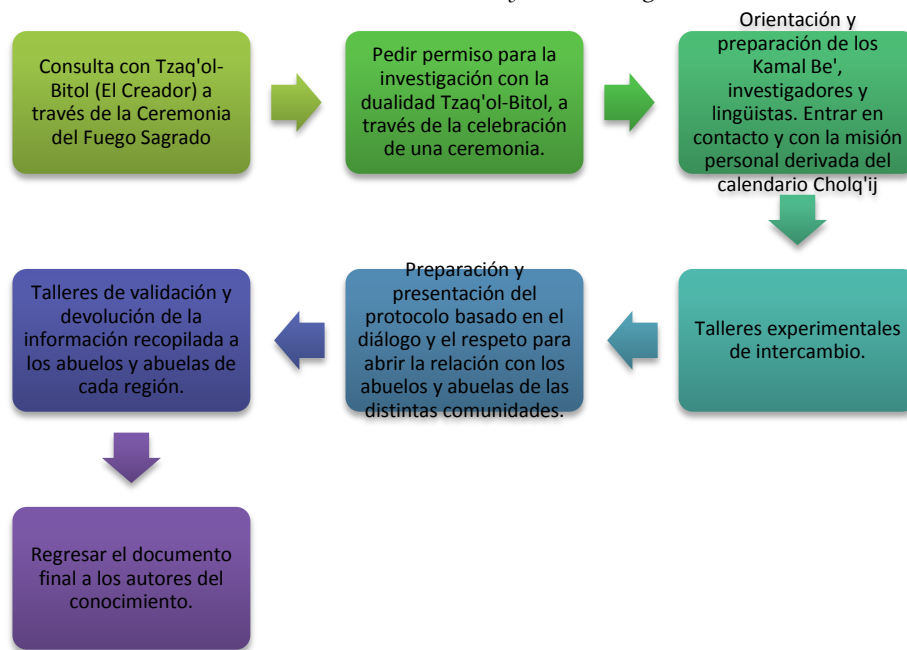 Consulta con Tzaq'ol-
Bitol (El Creador) a
través de la Ceremonia
del Fuego Sagrado
Pedir permiso para la
investigación con la
dualidad Tzaq'ol-Bitol, a
través de la celebración
de una ceremonia.
Orientación y
preparación de los
Kamal Be',
investigadores y
lingüistas. Entrar en
contacto y con la misión
personal derivada del
calendario Cholq'ij
Talleres experimentales
de intercambio.
Preparación y
presentación del
protocolo basado en el
diálogo y el respeto para
abrir la relación con los
abuelos y abuelas de las
distintas comunidades.
Talleres de validación y
devolución de la
información recopilada a
los abuelos y abuelas de
cada región.
Regresar el documento
final a los autores del
conocimiento.